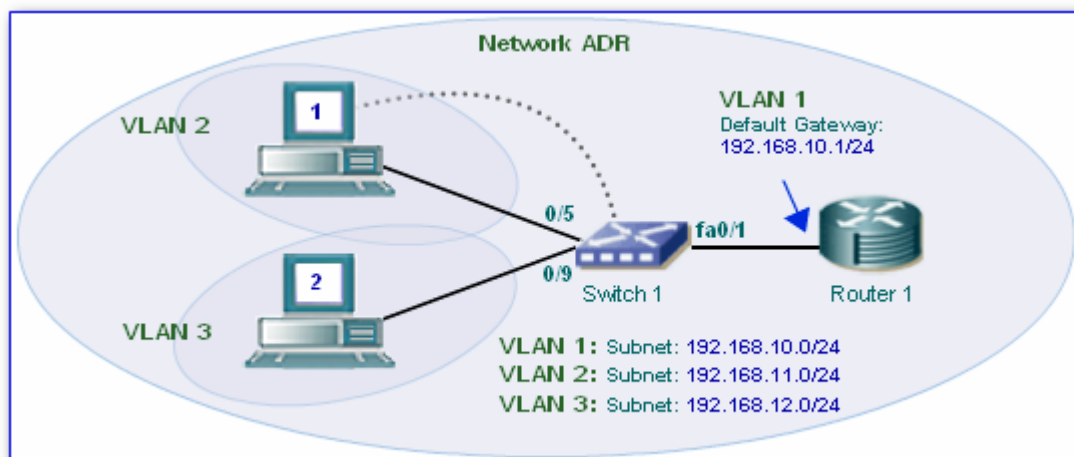 Network ADR
VLAN 2
1
VLAN 1
Default Gateway:
192.168.10.1/24
0/5
fa0/1
0/9
Switch 1
Router 1
VLAN 3
2
VLAN 1: Subnet: 192.168.10.0/24
VLAN 2: Subnet: 192.168.11.0/24
VLAN 3: Subnet: 192.168.12.0/24